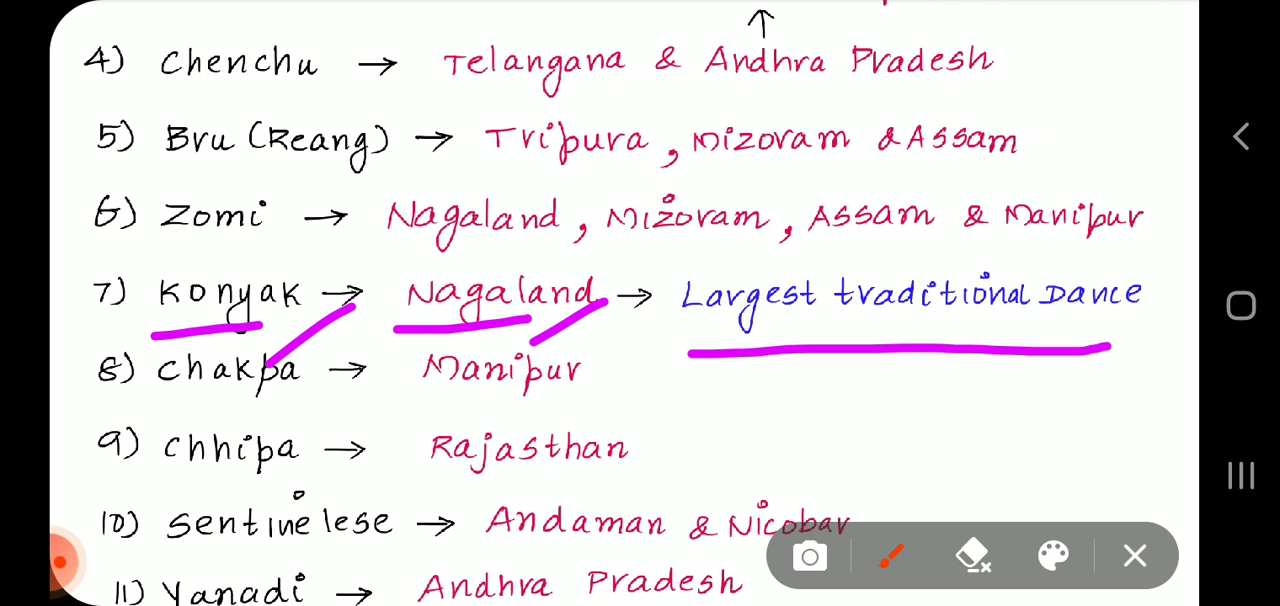 ↑
4) Chenchu → Telangana & Andhra Pradesh
5) Bru (Reang) → Tripura, Mizoram & Assam
6) Zomi → Nagaland, Mizoram, Assam & Manipur
7) Konyak → Nagaland → Largest traditional Dance
8) Chakpa → Manipur
9) Chhipa → Rajasthan
10) Sentinelese → Andaman & Nicobar
11) Yanadi → Andhra Pradesh